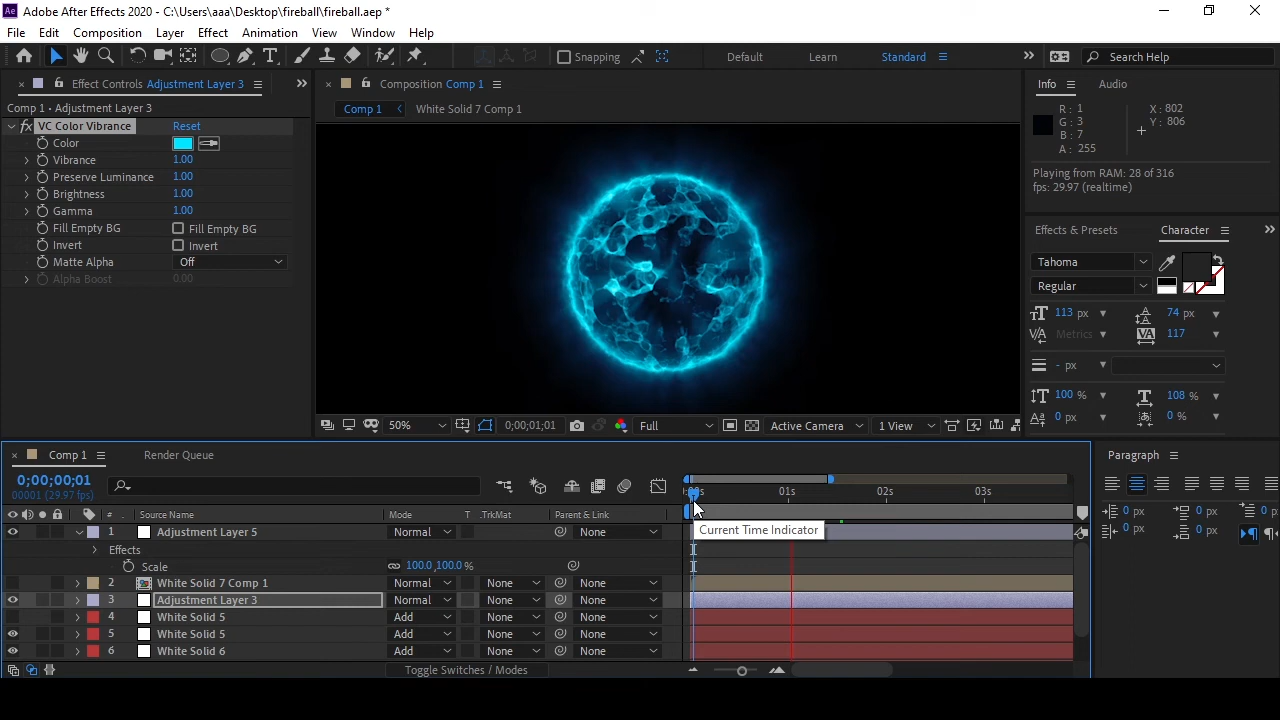 Ae Adobe After Effects 2020 - C:\Users\aaa\Desktop\fireball\fireball.aep *
File Edit Composition Layer Effect Animation View Window Help
Snapping Default Learn Standard Search Help
Effect Controls Adjustment Layer 3
Composition Comp 1
Info Audio
Comp 1 • Adjustment Layer 3
Comp 1 White Solid 7 Comp 1
R: 1 X: 802
G: 3 Y: 806
B: 7
A: 255
fx VC Color Vibrance Reset
Color
Vibrance 1.00
Preserve Luminance 1.00
Brightness 1.00
Gamma 1.00
Fill Empty BG Fill Empty BG
Invert Invert
Matte Alpha Off
Alpha Boost 0.00
Playing from RAM: 28 of 316
fps: 29.97 (realtime)
Effects & Presets Character
Tahoma
Regular
113 px 74 px
Metrics 117
- px
100 % 108 %
0 px 0 %
50% 0;00;01;01 Full Active Camera 1 View
Comp 1 Render Queue
Paragraph
0;00;00;01
00001 (29.97 fps)
:00s 01s 02s 03s
# Source Name Mode T .TrkMat Parent & Link
0 px 0 px 0 p
0 px 0 px
1 Adjustment Layer 5 Normal None
Current Time Indicator
Effects
Scale 100.0,100.0 %
2 White Solid 7 Comp 1 Normal None None
3 Adjustment Layer 3 Normal None None
4 White Solid 5 Add None None
5 White Solid 5 Add None None
6 White Solid 6 Add None None
Toggle Switches / Modes